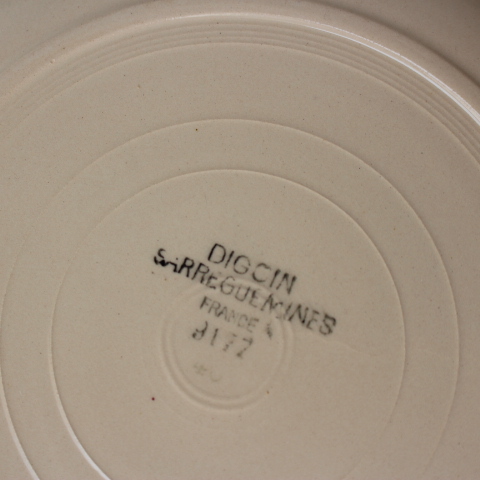 DIGOIN
SARREGUEMINES
FRANCE
3177